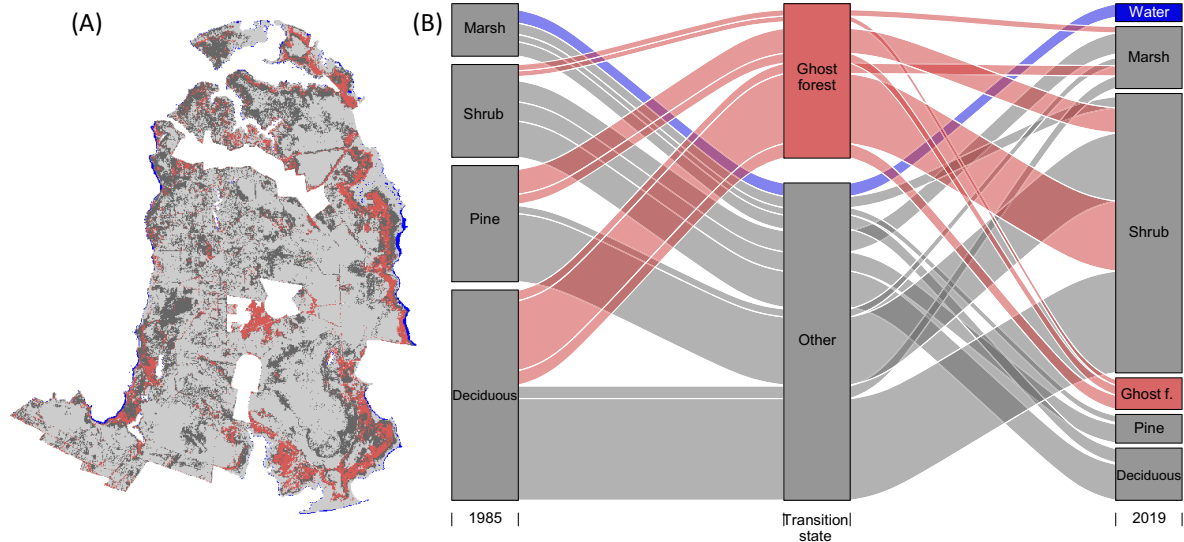 (A)
(B)
Marsh
Shrub
Pine
Deciduous
Ghost
forest
Other
Water
Marsh
Shrub
Ghost f.
Pine
Deciduous
| 1985 |
|Transition|
state
| 2019 |